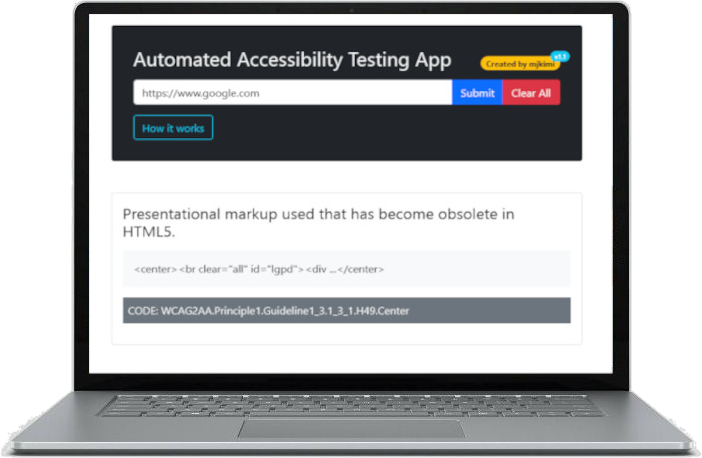 Automated Accessibility Testing App
v1.1
Created by mjkimi
https://www.google.com
Submit
Clear All
How it works
Presentational markup used that has become obsolete in
HTML5.
<center><br clear="all" id="lgpd"><div ...</center>
CODE: WCAG2AA.Principle1.Guideline1_3.1_3_1.H49.Center